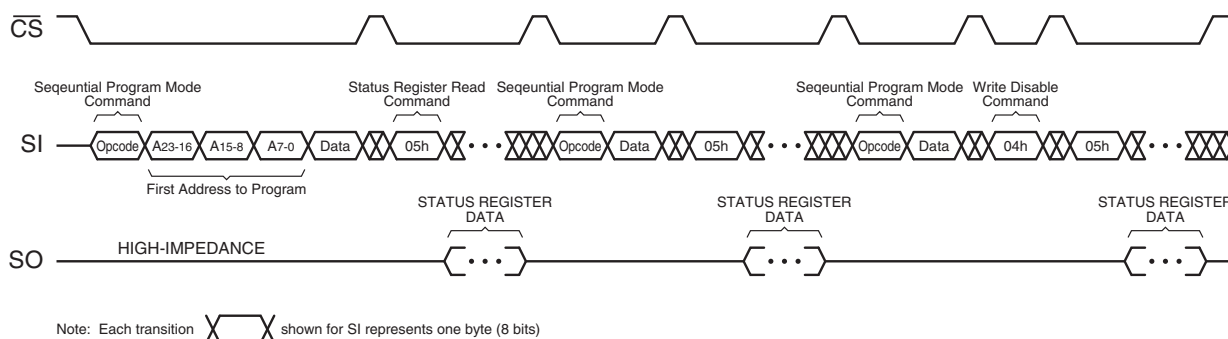 CS
Seqeuntial Program Mode
Command
Status Register Read
Command
Seqeuntial Program Mode
Command
Seqeuntial Program Mode
Command
Write Disable
Command
SI
Opcode A23-16 A15-8 A7-0 Data 05h • • • Opcode Data 05h • • • Opcode Data 04h 05h • • •
First Address to Program
STATUS REGISTER
DATA
STATUS REGISTER
DATA
STATUS REGISTER
DATA
SO
HIGH-IMPEDANCE
• • • • • • • • •
Note: Each transition shown for SI represents one byte (8 bits)